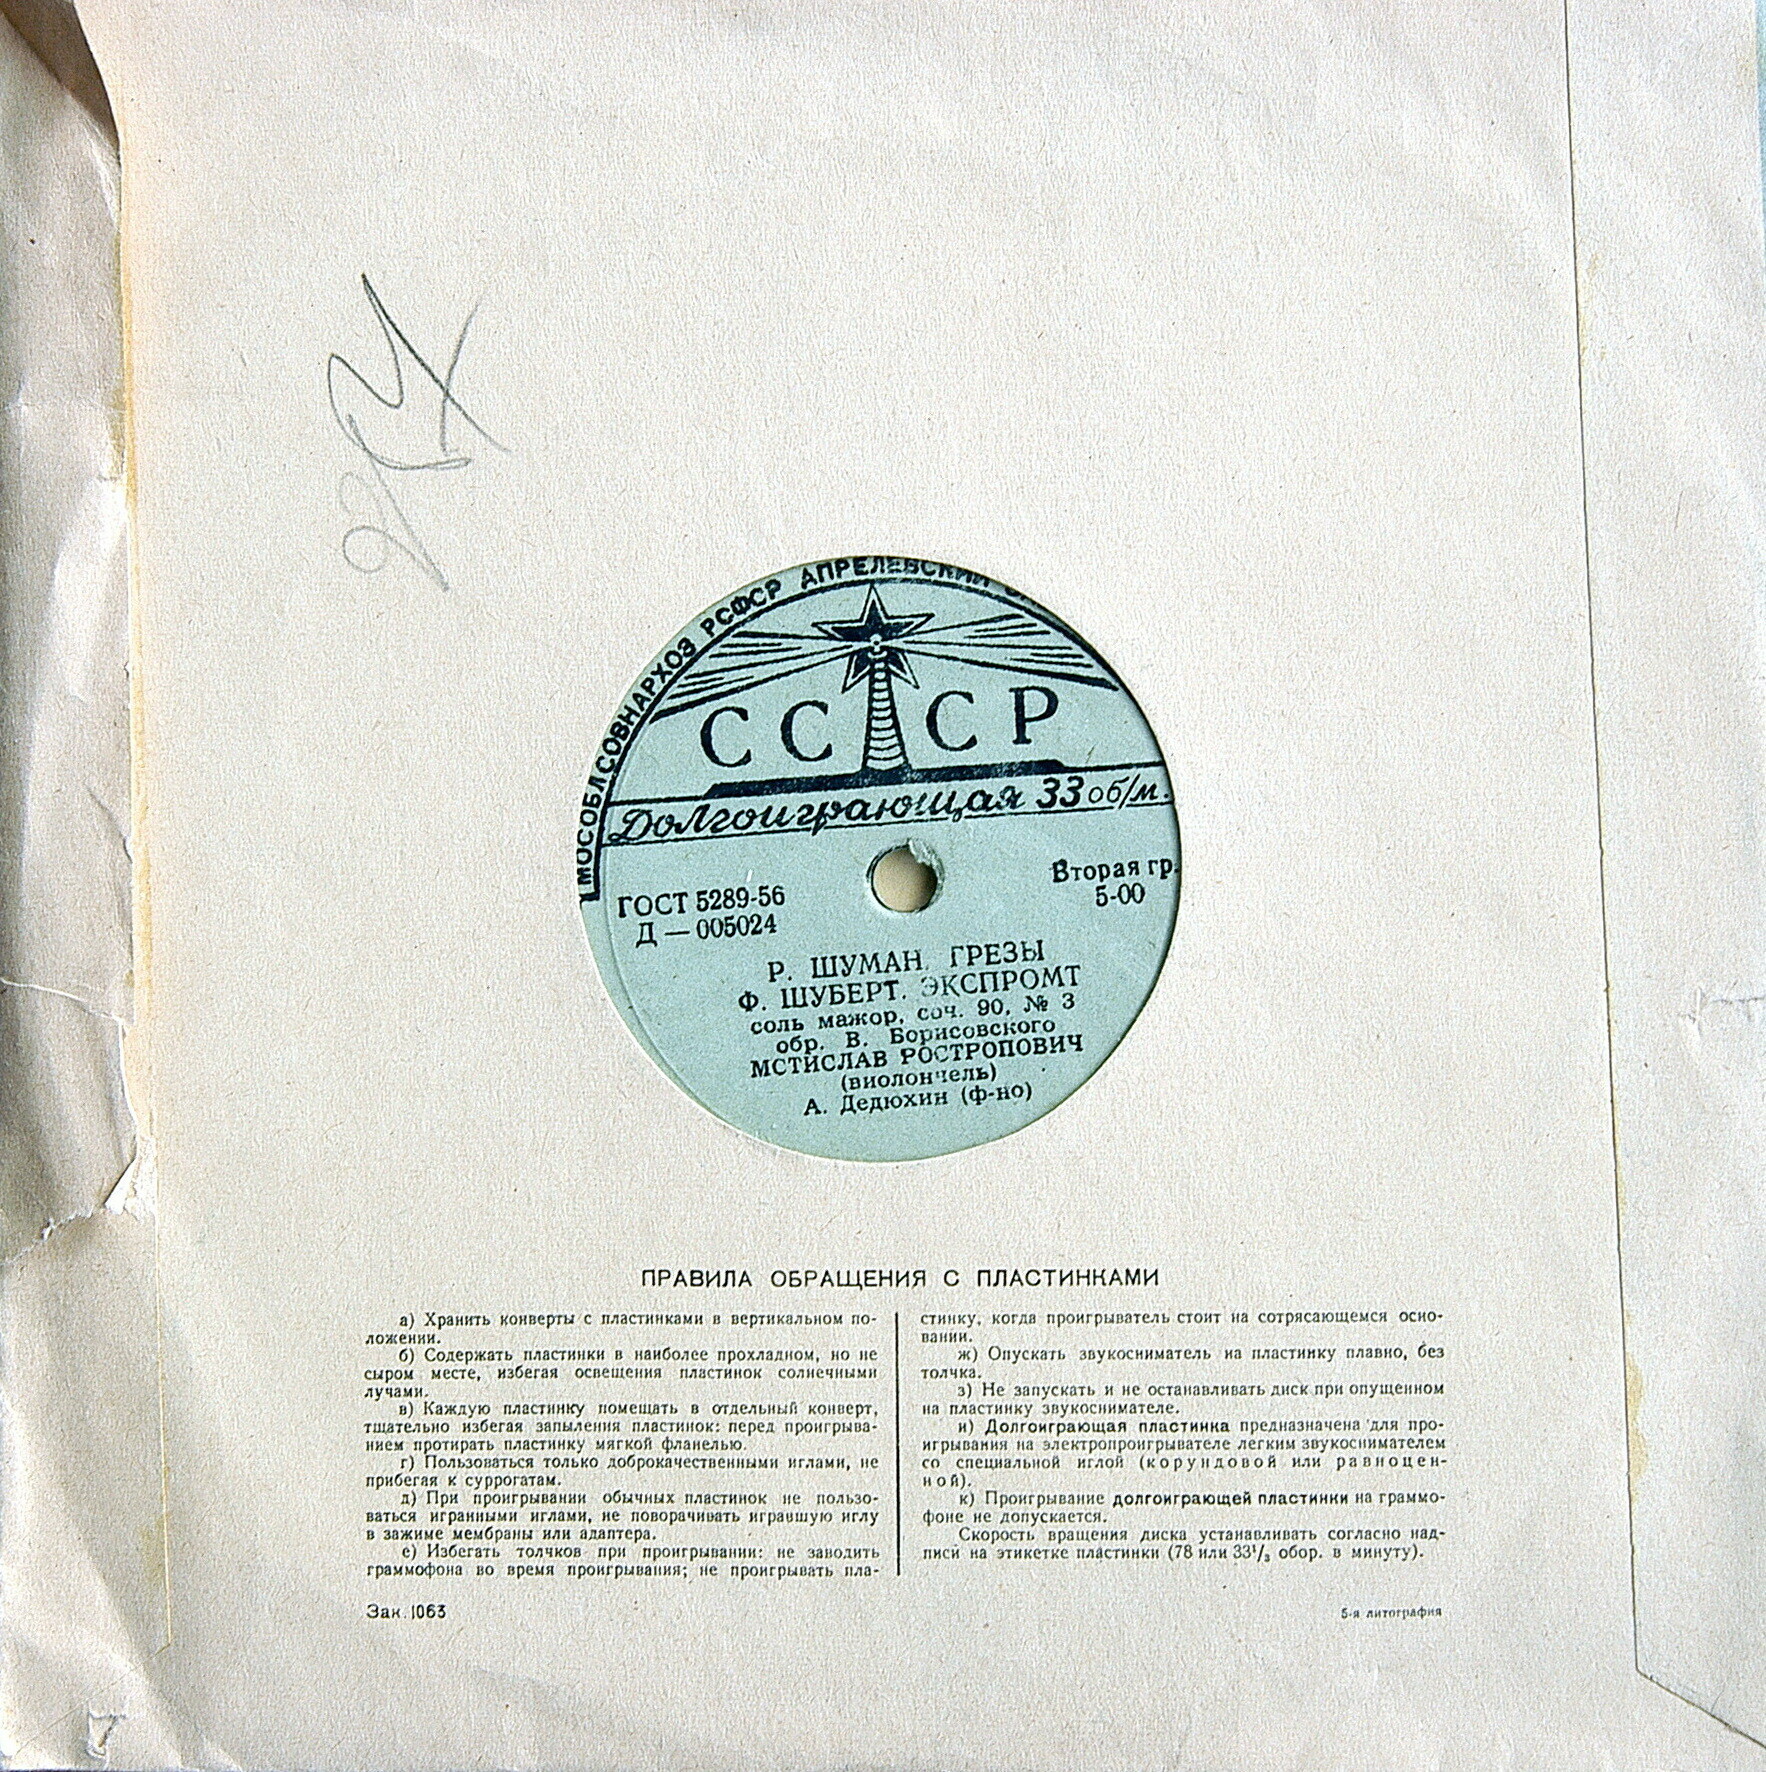 МОСОБЛСОВНАРХОЗ РСФСР АПРЕЛЕВСКИЙ
СССР
Долгоиграющая 33 об/м.
Вторая гр.
5-00
ГОСТ 5289-56
Д — 005024
Р. ШУМАН. ГРЕЗЫ
Ф. ШУБЕРТ. ЭКСПРОМТ
соль мажор, соч. 90, № 3
обр. В. Борисовского
МСТИСЛАВ РОСТРОПОВИЧ
(виолончель)
А. Дедюхин (ф-но)
ПРАВИЛА ОБРАЩЕНИЯ С ПЛАСТИНКАМИ
а) Хранить конверты с пластинками в вертикальном по-
ложении.
б) Содержать пластинки в наиболее прохладном, но не
сыром месте, избегая освещения пластинок солнечными
лучами.
в) Каждую пластинку помещать в отдельный конверт,
тщательно избегая запыления пластинок: перед проигрыва-
нием протирать пластинку мягкой фланелью.
г) Пользоваться только доброкачественными иглами, не
прибегая к суррогатам.
д) При проигрывании обычных пластинок не пользо-
ваться игранными иглами, не поворачивать игравшую иглу
в зажиме мембраны или адаптера.
е) Избегать толчков при проигрывании: не заводить
граммофона во время проигрывания; не проигрывать пла-
стинку, когда проигрыватель стоит на сотрясающемся осно-
вании.
ж) Опускать звукосниматель на пластинку плавно, без
толчка.
з) Не запускать и не останавливать диск при опущенном
на пластинку звукоснимателе.
и) Долгоиграющая пластинка предназначена для про-
игрывания на электропроигрывателе легким звукоснимателем
со специальной иглой (корундовой или равноцен-
ной).
к) Проигрывание долгоиграющей пластинки на граммо-
фоне не допускается.
Скорость вращения диска устанавливать согласно над-
писи на этикетке пластинки (78 или 33¹/₃ обор. в минуту).
Зак. 1063
5-я литография